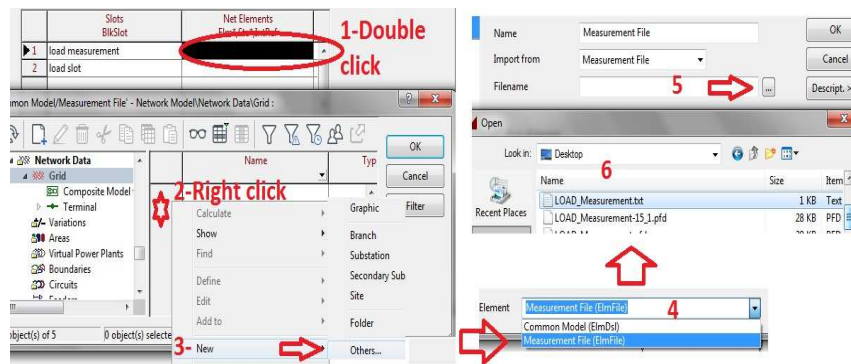 Slots
BlkSlot
Net Elements
Elm*,Sta*,IntRef*
1-Double
click
1 load measurement
2 load slot
mon Model/Measurement File' - Network Model\Network Data\Grid :
OK
Cancel
Filter
Network Data
Grid
Composite Model
Terminal
Variations
Areas
Virtual Power Plants
Boundaries
Circuits
Name
Typ
2-Right click
Calculate
Show
Find
Define
Edit
Add to
3-
New
Graphic
Branch
Substation
Secondary Sub
Site
Folder
Others...
object(s) of 5
0 object(s) selecte
Name
Measurement File
OK
Import from
Measurement File
Cancel
Filename
5
...
Descript. >
Open
Look in:
Desktop
6
Name
Size
Item
Recent Places
LOAD_Measurement.txt
1 KB
Text
LOAD_Measurement-15_1.pfd
28 KB
PFD
Element
Measurement File (ElmFile)
4
Common Model (ElmDsl)
Measurement File (ElmFile)